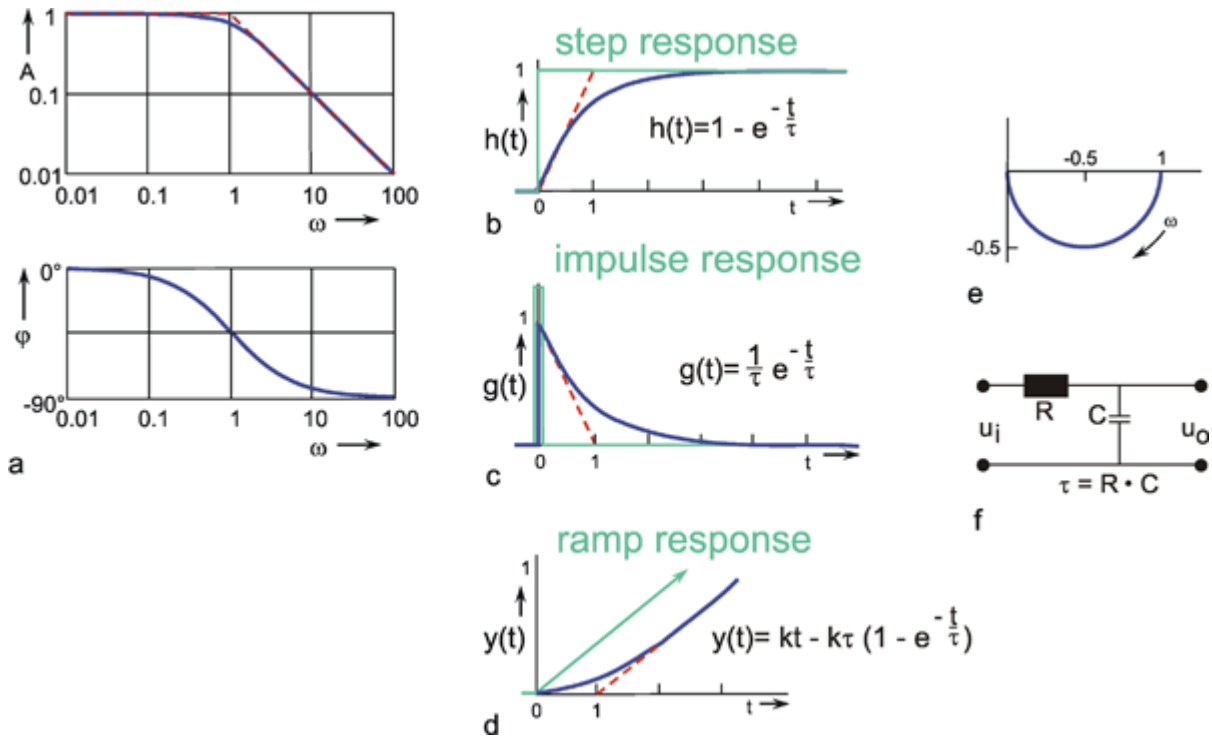 1
A
0.1
0.01
0.01 0.1 1 10 100
ω
0°
φ
-90°
0.01 0.1 1 10 100
ω
a
step response
1
h(t)
h(t)=1 - e^{-t/τ}
0 1 t
b
impulse response
1
g(t)
g(t)= 1/τ e^{-t/τ}
0 1 t
c
ramp response
1
y(t)
y(t)= kt - kτ (1 - e^{-t/τ})
0 1 t
d
-0.5 1
-0.5
ω
e
R
C
u_i u_o
τ = R · C
f